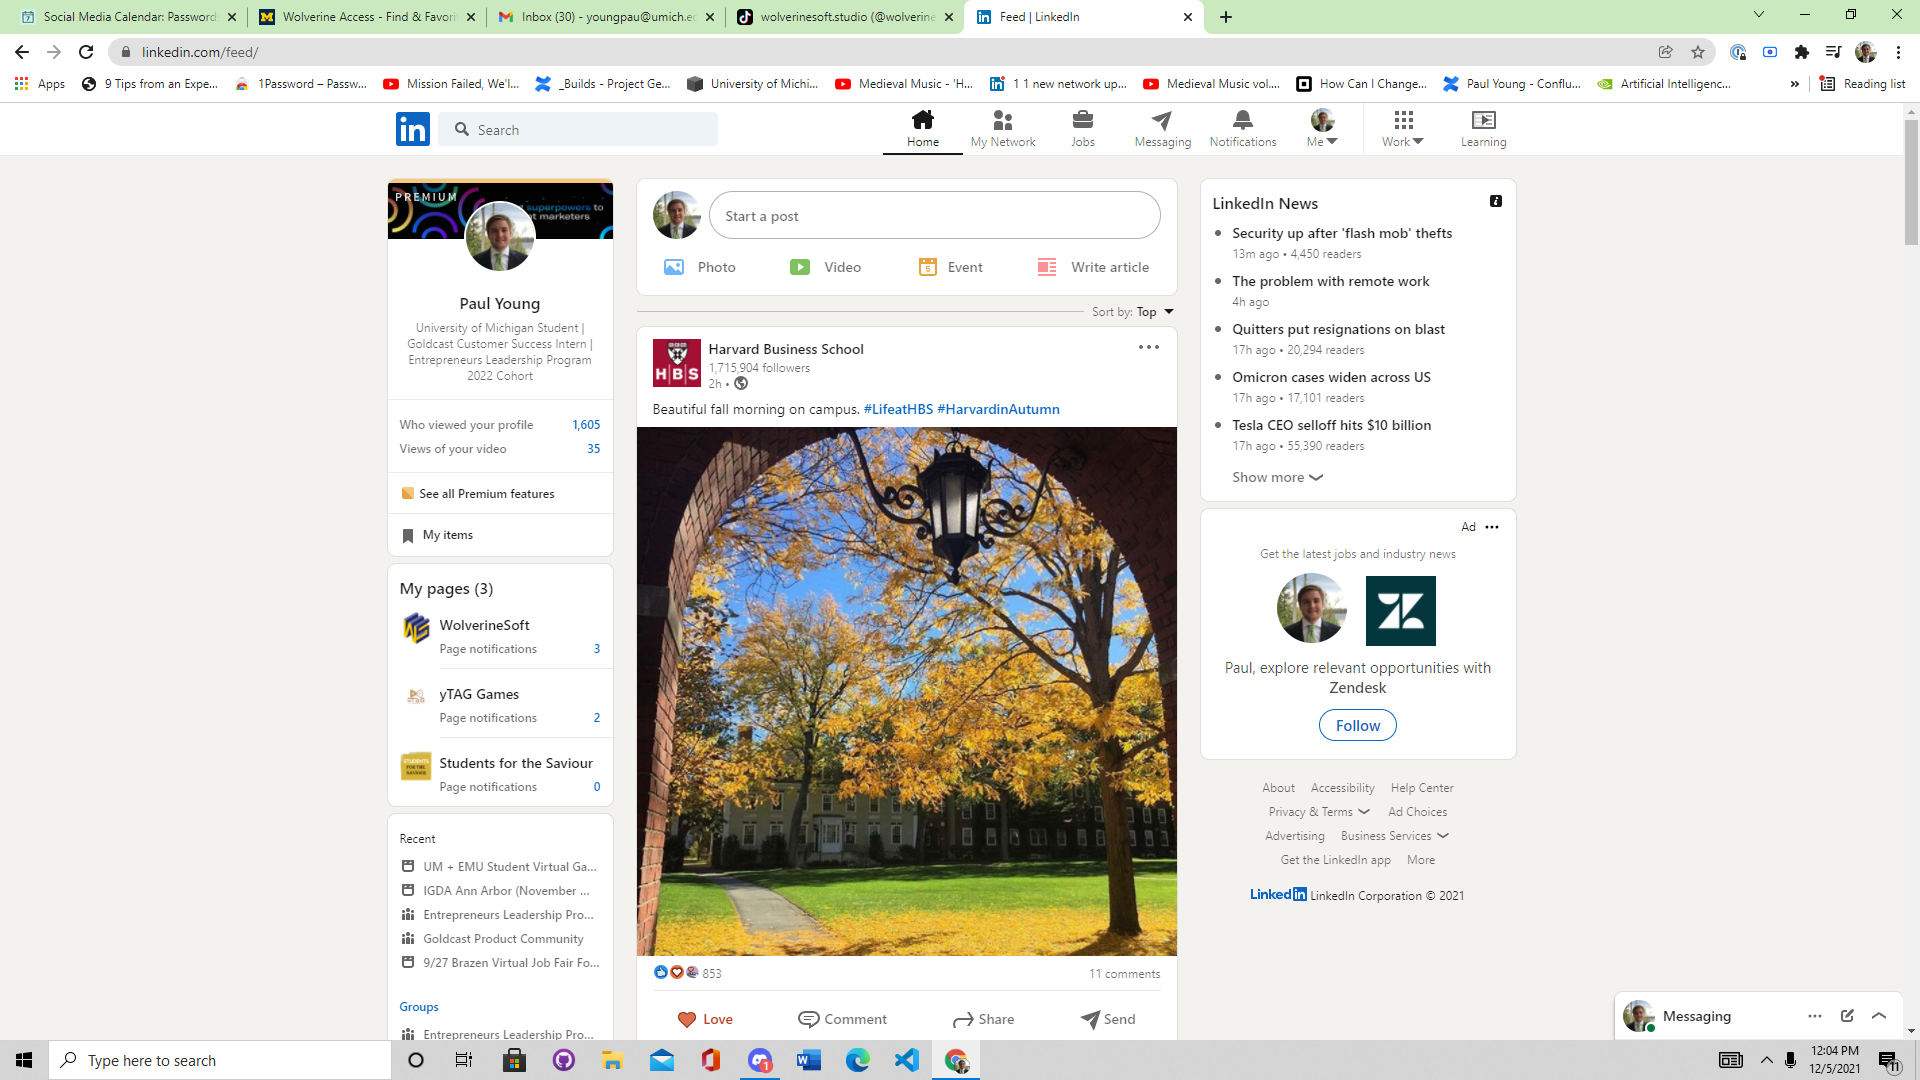 Social Media Calendar: Password
Wolverine Access - Find & Favorit
Inbox (30) - youngpau@umich.ed
wolverinesoft.studio (@wolverine
Feed | LinkedIn
linkedin.com/feed/
Apps
9 Tips from an Expe...
1Password – Passw...
Mission Failed, We'l...
_Builds - Project Ge...
University of Michi...
Medieval Music - 'H...
1 1 new network up...
Medieval Music vol....
How Can I Change...
Paul Young - Conflu...
Artificial Intelligenc...
»
Reading list
in
Search
Home
My Network
Jobs
Messaging
Notifications
Me
Work
Learning
PREMIUM
superpowers to
nt marketers
Paul Young
University of Michigan Student |
Goldcast Customer Success Intern |
Entrepreneurs Leadership Program
2022 Cohort
Who viewed your profile 1,605
Views of your video 35
See all Premium features
My items
My pages (3)
WolverineSoft
Page notifications 3
yTAG Games
Page notifications 2
STUDENTS
FOR THE
SAVIOUR
Students for the Saviour
Page notifications 0
Recent
UM + EMU Student Virtual Ga...
IGDA Ann Arbor (November ...
Entrepreneurs Leadership Pro...
Goldcast Product Community
9/27 Brazen Virtual Job Fair Fo...
Groups
Entrepreneurs Leadership Pro...
Start a post
Photo
Video
5
Event
Write article
Sort by: Top
HBS
Harvard Business School
1,715,904 followers
2h •
Beautiful fall morning on campus. #LifeatHBS #HarvardinAutumn
853
11 comments
Love
Comment
Share
Send
LinkedIn News
Security up after 'flash mob' thefts
13m ago • 4,450 readers
The problem with remote work
4h ago
Quitters put resignations on blast
17h ago • 20,294 readers
Omicron cases widen across US
17h ago • 17,101 readers
Tesla CEO selloff hits $10 billion
17h ago • 55,390 readers
Show more
Ad
Get the latest jobs and industry news
Paul, explore relevant opportunities with
Zendesk
Follow
About Accessibility Help Center
Privacy & Terms Ad Choices
Advertising Business Services
Get the LinkedIn app More
LinkedIn LinkedIn Corporation © 2021
Messaging
Type here to search
1
12:04 PM
12/5/2021
11